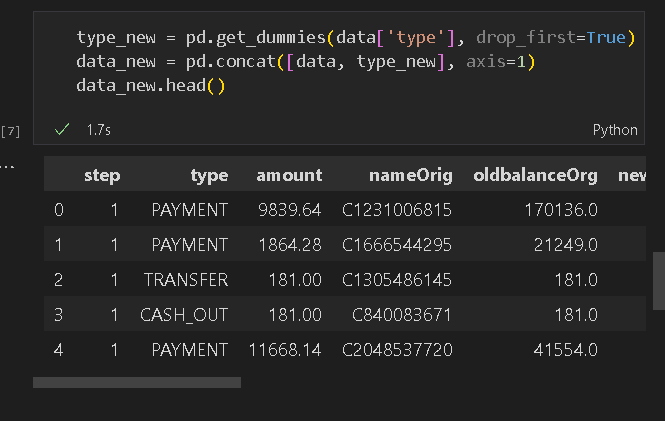 type_new = pd.get_dummies(data['type'], drop_first=True)
data_new = pd.concat([data, type_new], axis=1)
data_new.head()
[7] 1.7s Python
step type amount nameOrig oldbalanceOrg new
0 1 PAYMENT 9839.64 C1231006815 170136.0
1 1 PAYMENT 1864.28 C1666544295 21249.0
2 1 TRANSFER 181.00 C1305486145 181.0
3 1 CASH_OUT 181.00 C840083671 181.0
4 1 PAYMENT 11668.14 C2048537720 41554.0